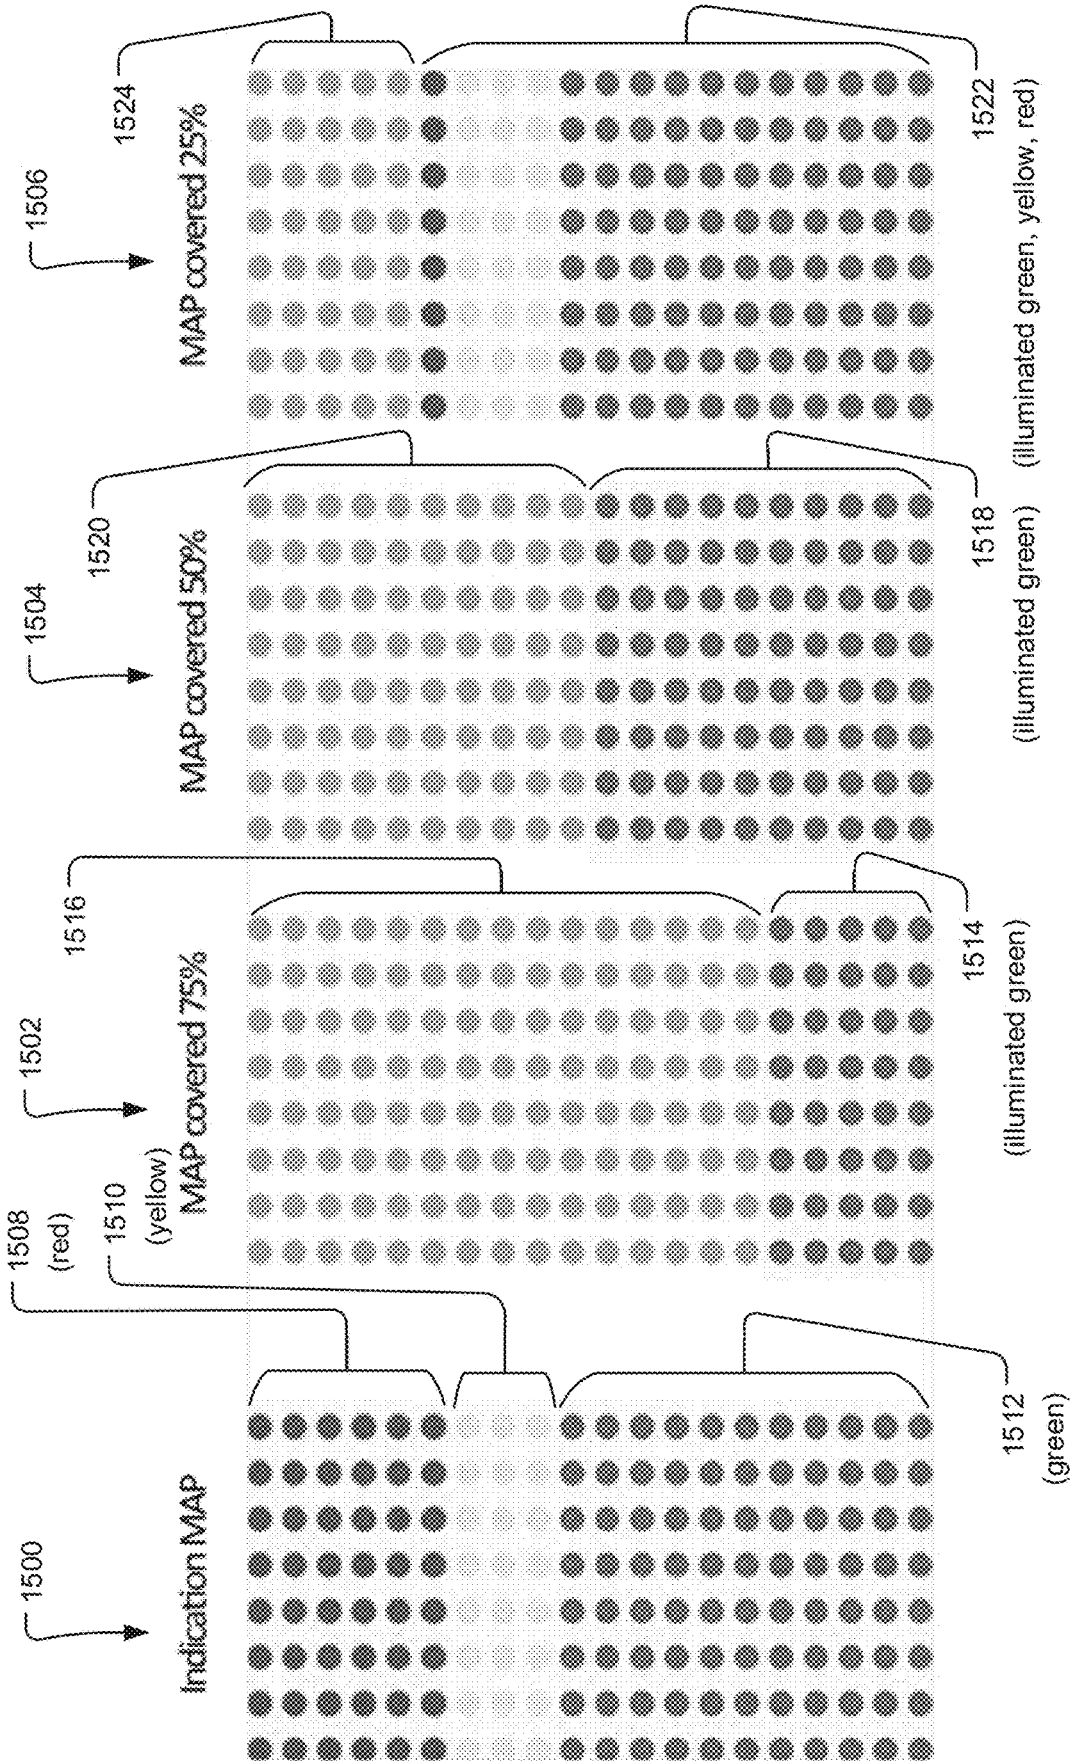 1500
Indication MAP
1508
(red)
1510
(yellow)
1512
(green)
1502
MAP covered 75%
1516
1514
(illuminated green)
1504
MAP covered 50%
1520
1518
(illuminated green)
1506
MAP covered 25%
1524
1522
(illuminated green, yellow, red)